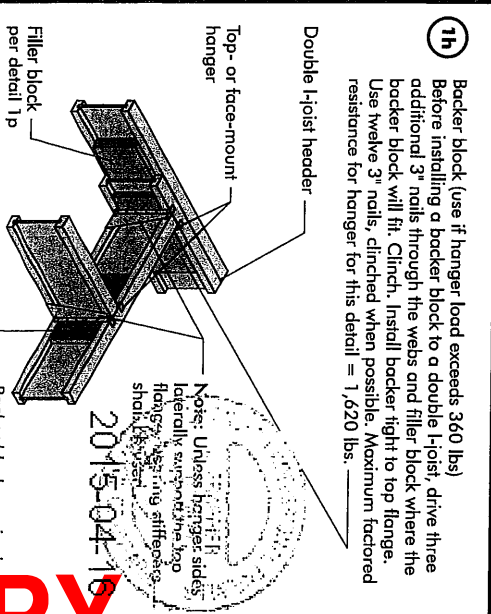 1h
Backer block (use if hanger load exceeds 360 lbs)
Before installing a backer block to a double I-joist, drive three
additional 3" nails through the webs and filler block where the
backer block will fit. Clinch. Install backer tight to top flange.
Use twelve 3" nails, clinched when possible. Maximum factored
resistance for hanger for this detail = 1,620 lbs.
Double I-joist header
Top- or face-mount
hanger
Filler block
per detail 1p
Note: Unless hanger sides
laterally support the top
flange, bearing stiffeners
shall be used
2015-04-16